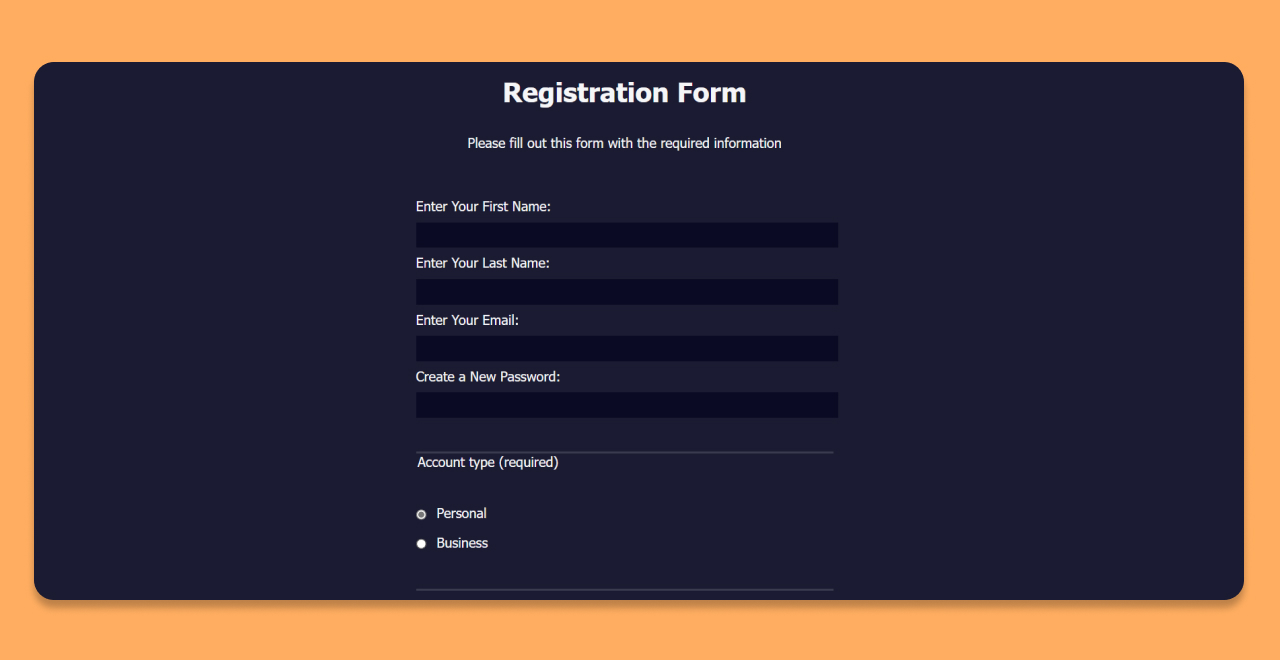 Registration Form
Please fill out this form with the required information
Enter Your First Name:
Enter Your Last Name:
Enter Your Email:
Create a New Password:
Account type (required)
Personal
Business